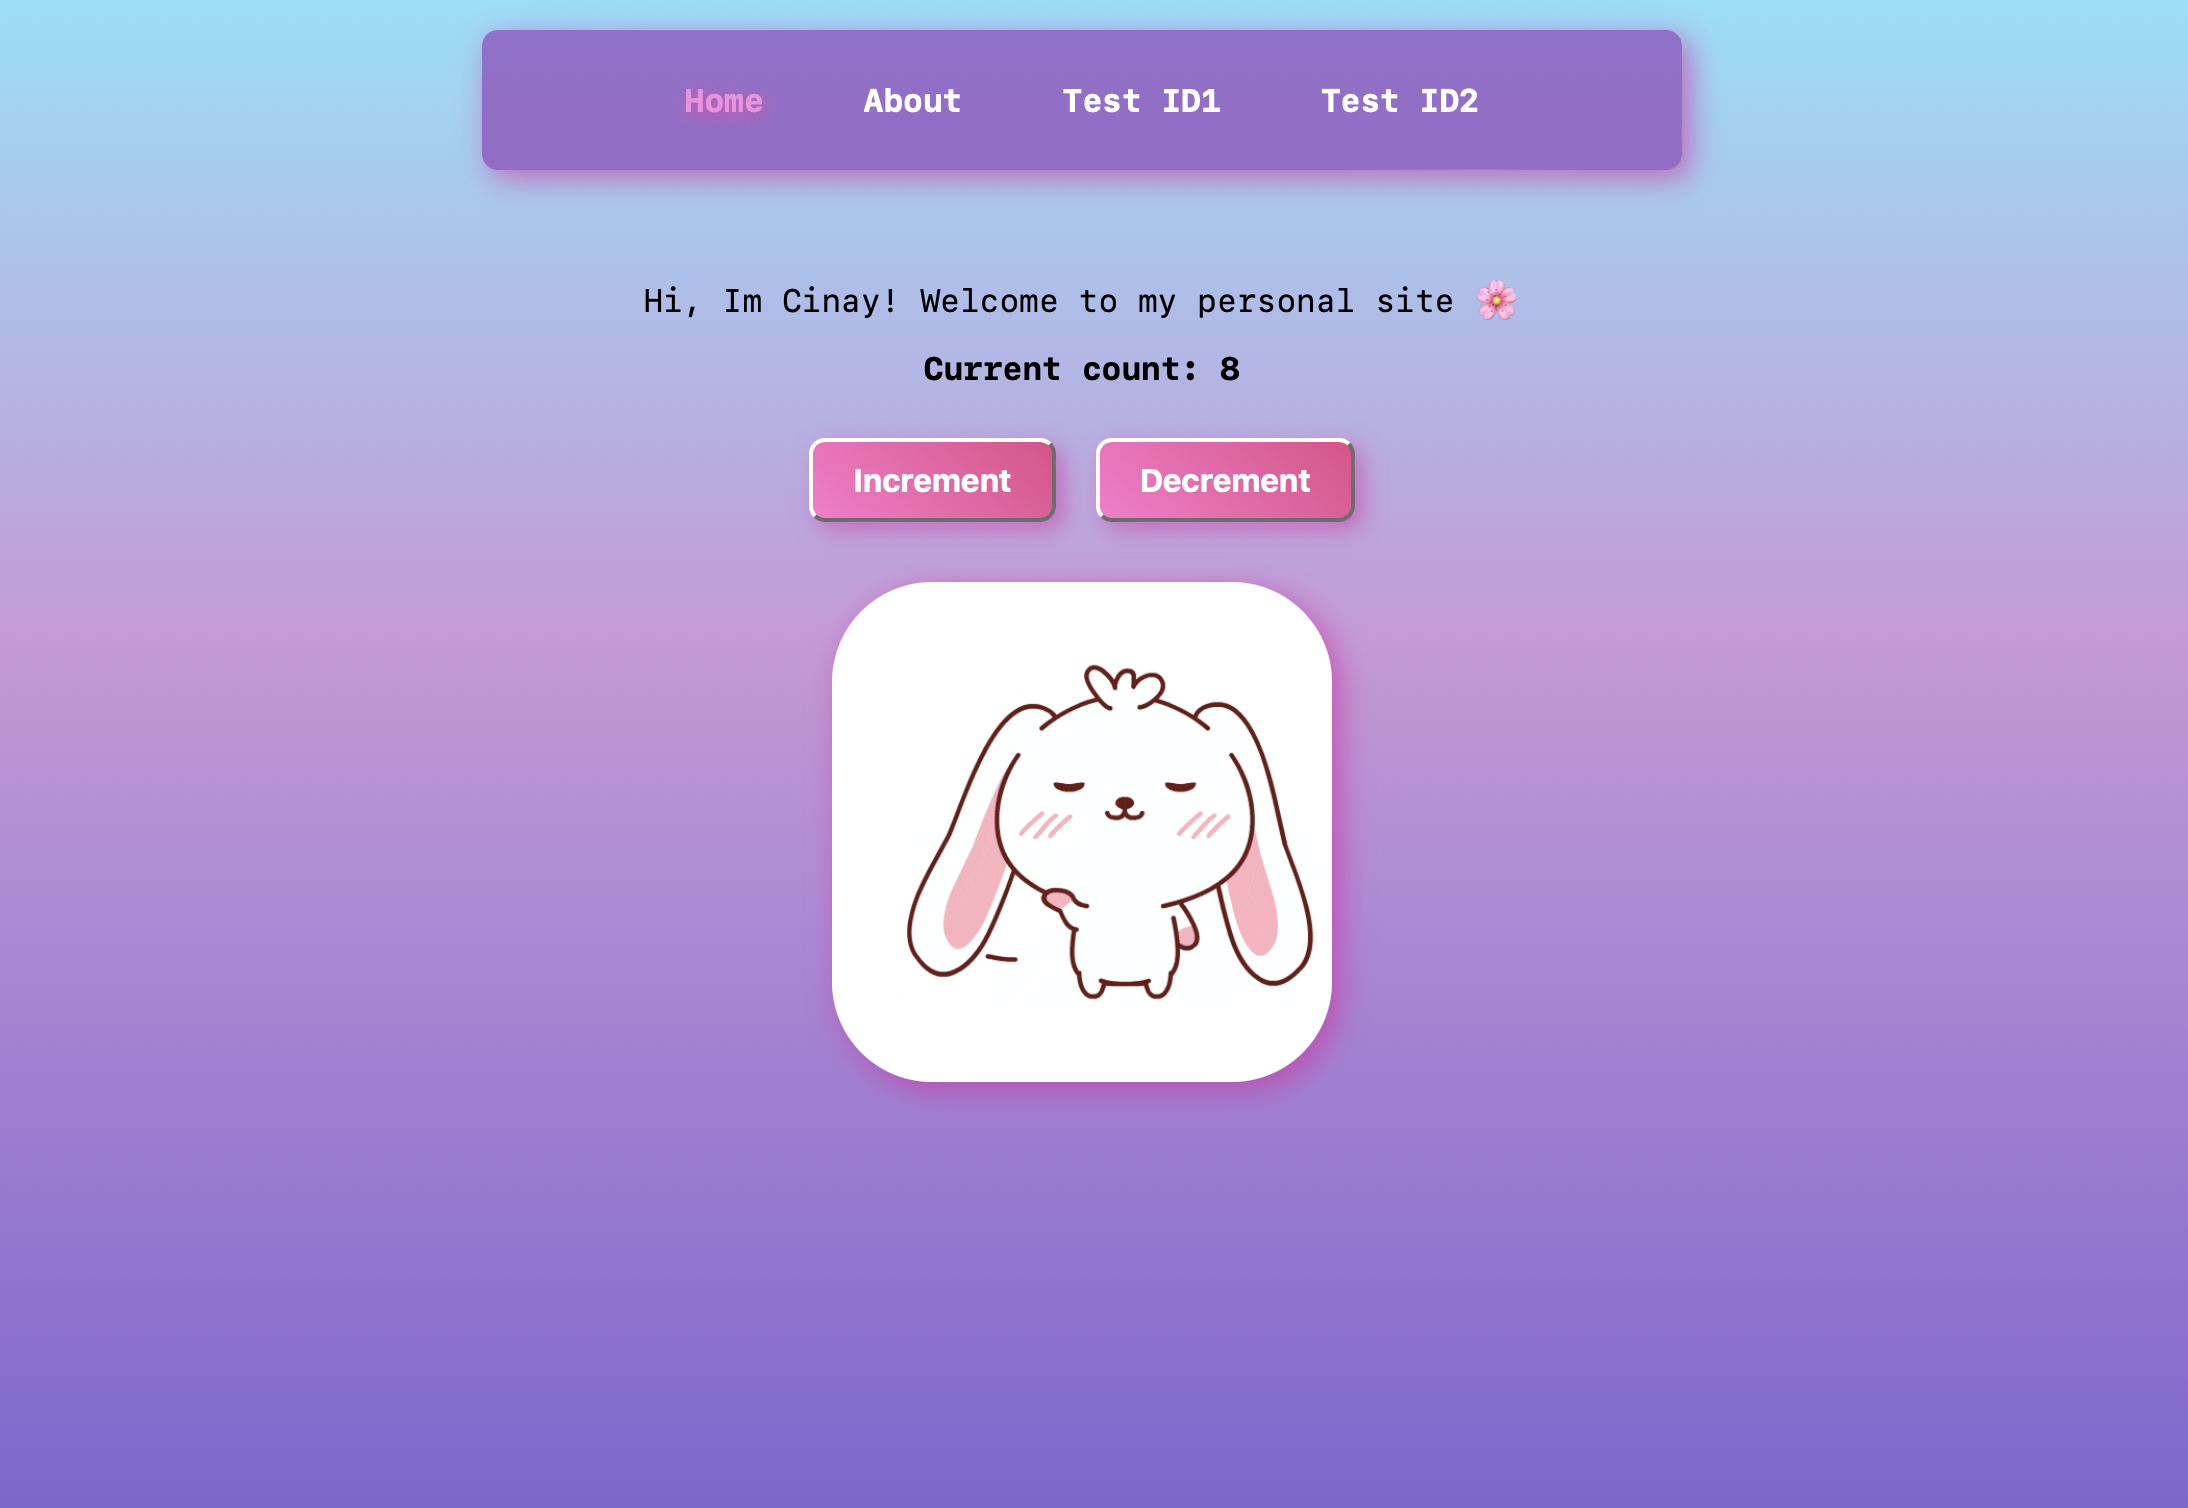 Home About Test ID1 Test ID2
Hi, Im Cinay! Welcome to my personal site 🌸
Current count: 8
Increment Decrement